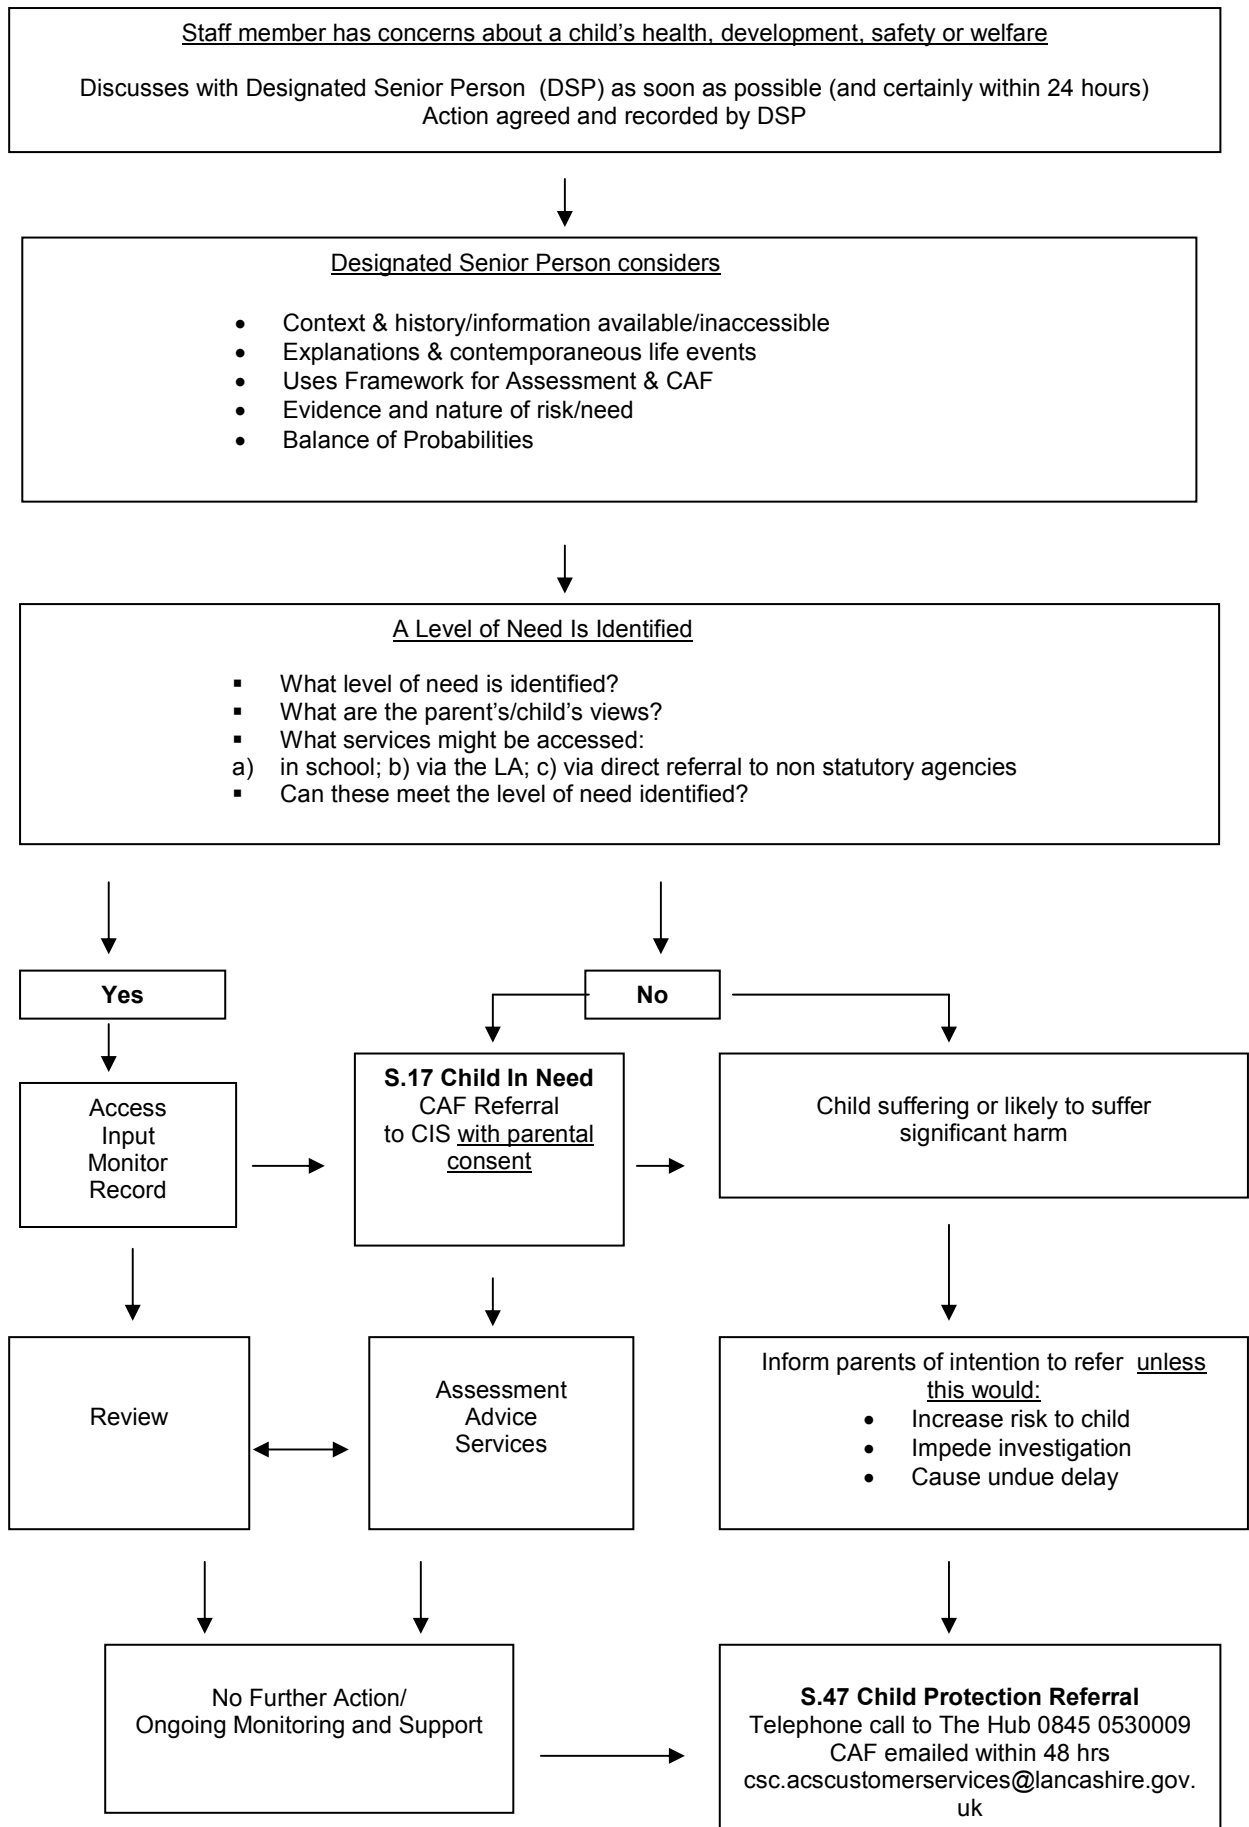 Staff member has concerns about a child's health, development, safety or welfare
Discusses with Designated Senior Person (DSP) as soon as possible (and certainly within 24 hours)
Action agreed and recorded by DSP
Designated Senior Person considers
• Context & history/information available/inaccessible
• Explanations & contemporaneous life events
• Uses Framework for Assessment & CAF
• Evidence and nature of risk/need
• Balance of Probabilities
A Level of Need Is Identified
▪ What level of need is identified?
▪ What are the parent's/child's views?
▪ What services might be accessed:
a) in school; b) via the LA; c) via direct referral to non statutory agencies
▪ Can these meet the level of need identified?
Yes
No
Access
Input
Monitor
Record
S.17 Child In Need
CAF Referral
to CIS with parental
consent
Child suffering or likely to suffer
significant harm
Review
Assessment
Advice
Services
Inform parents of intention to refer unless
this would:
• Increase risk to child
• Impede investigation
• Cause undue delay
No Further Action/
Ongoing Monitoring and Support
S.47 Child Protection Referral
Telephone call to The Hub 0845 0530009
CAF emailed within 48 hrs
csc.acscustomerservices@lancashire.gov.
uk